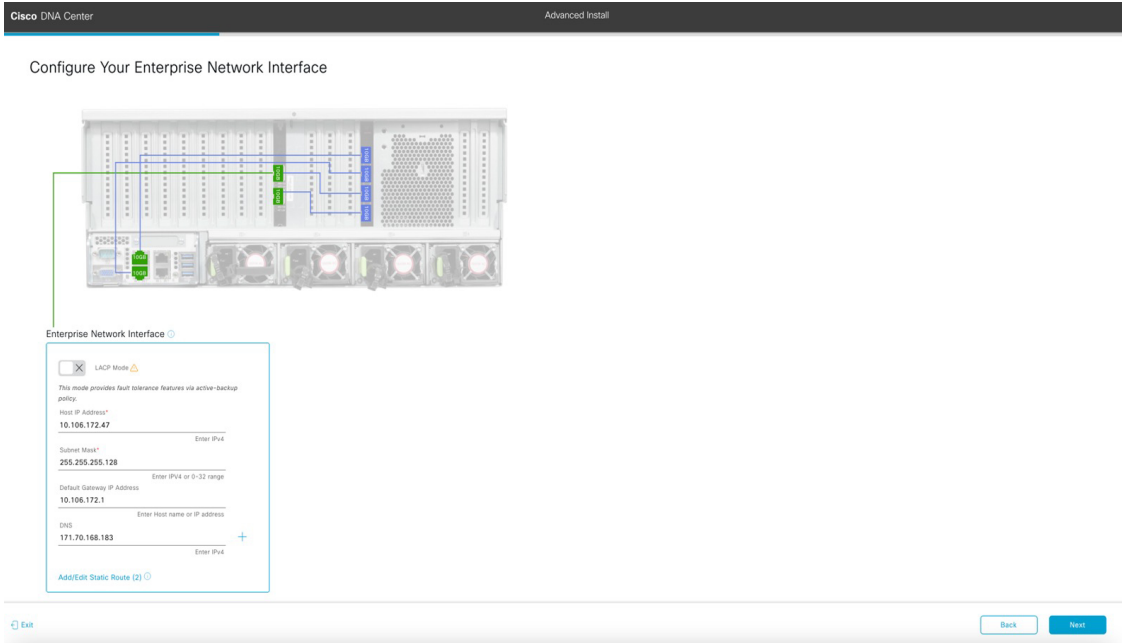 Cisco DNA Center
Advanced Install
Configure Your Enterprise Network Interface
10GB
10GB
10GB
10GB
10GB
10GB
10GB
10GB
Enterprise Network Interface
LACP Mode
This mode provides fault tolerance features via active-backup
policy.
Host IP Address*
10.106.172.47
Enter IPv4
Subnet Mask*
255.255.255.128
Enter IPV4 or 0-32 range
Default Gateway IP Address
10.106.172.1
Enter Host name or IP address
DNS
171.70.168.183
Enter IPv4
Add/Edit Static Route (2)
Exit
Back
Next